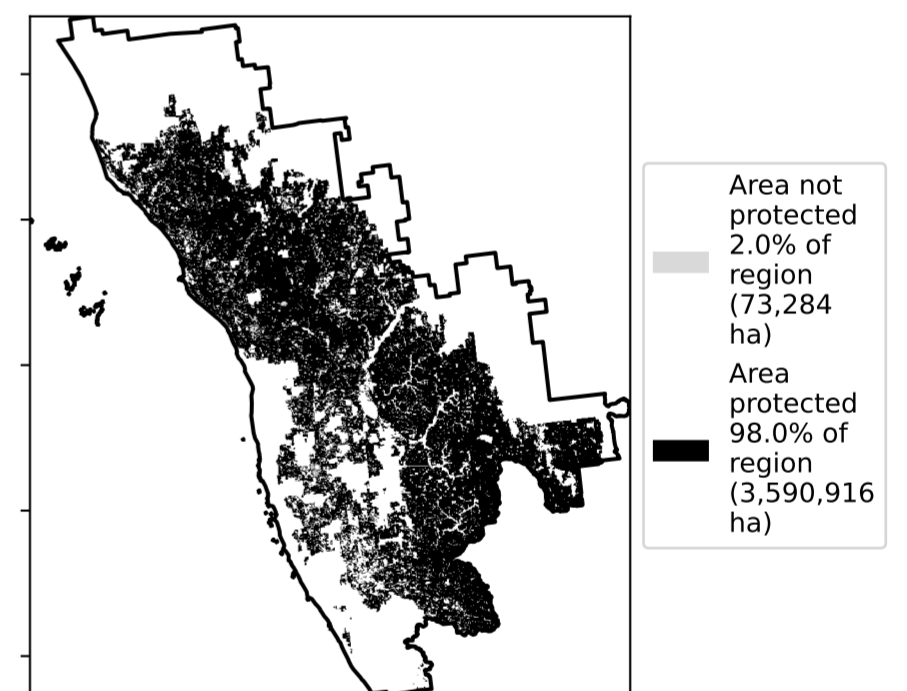 Area not
protected
2.0% of
region
(73,284
ha)
Area
protected
98.0% of
region
(3,590,916
ha)